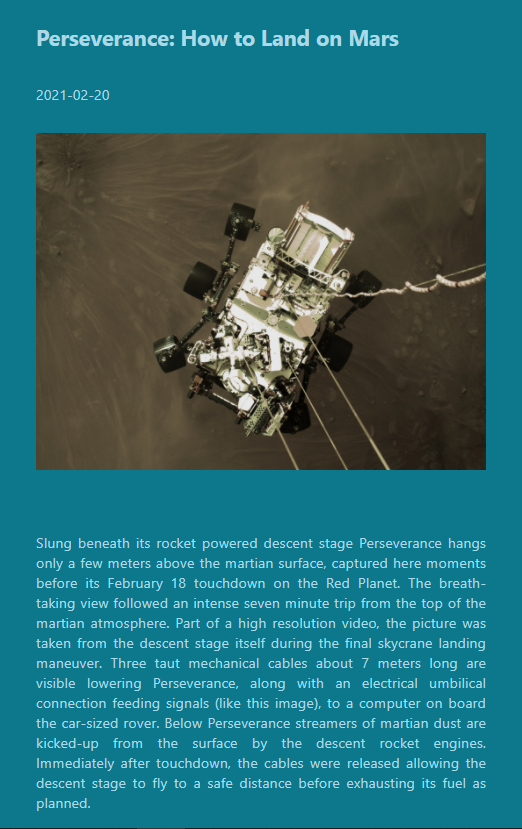 Perseverance: How to Land on Mars
2021-02-20
Slung beneath its rocket powered descent stage Perseverance hangs
only a few meters above the martian surface, captured here moments
before its February 18 touchdown on the Red Planet. The breath-
taking view followed an intense seven minute trip from the top of the
martian atmosphere. Part of a high resolution video, the picture was
taken from the descent stage itself during the final skycrane landing
maneuver. Three taut mechanical cables about 7 meters long are
visible lowering Perseverance, along with an electrical umbilical
connection feeding signals (like this image), to a computer on board
the car-sized rover. Below Perseverance streamers of martian dust are
kicked-up from the surface by the descent rocket engines.
Immediately after touchdown, the cables were released allowing the
descent stage to fly to a safe distance before exhausting its fuel as
planned.